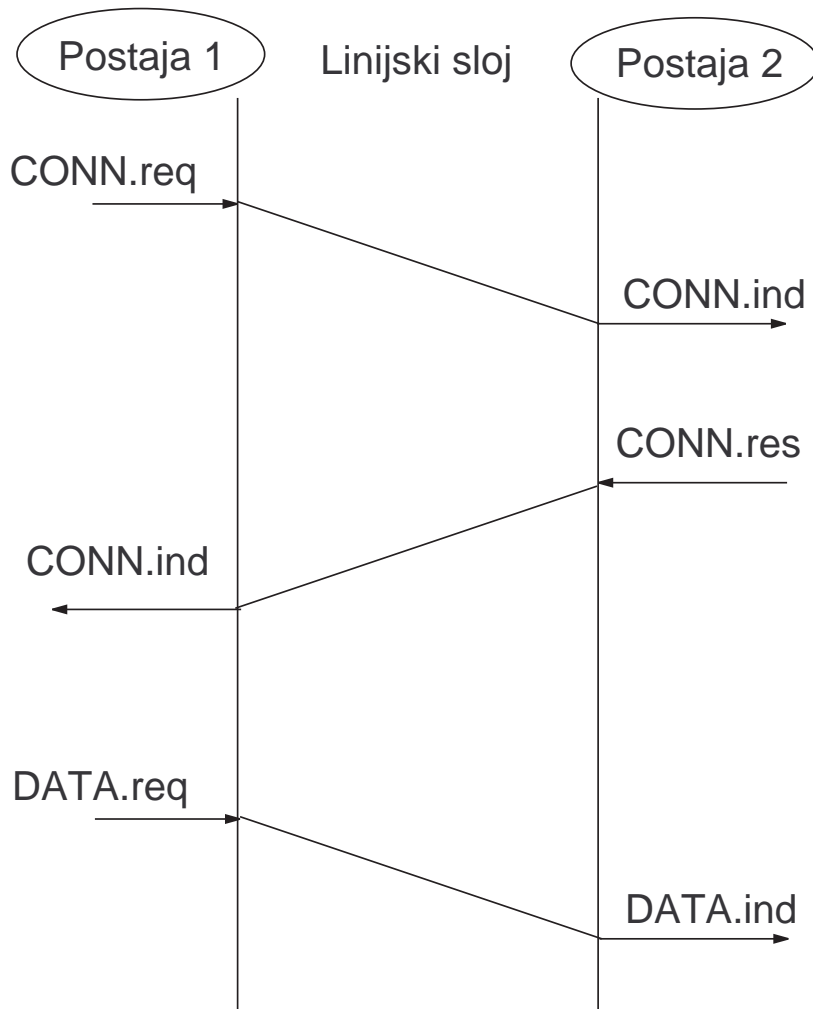 Postaja 1
Linijski sloj
Postaja 2
CONN.req
CONN.ind
CONN.res
CONN.ind
DATA.req
DATA.ind